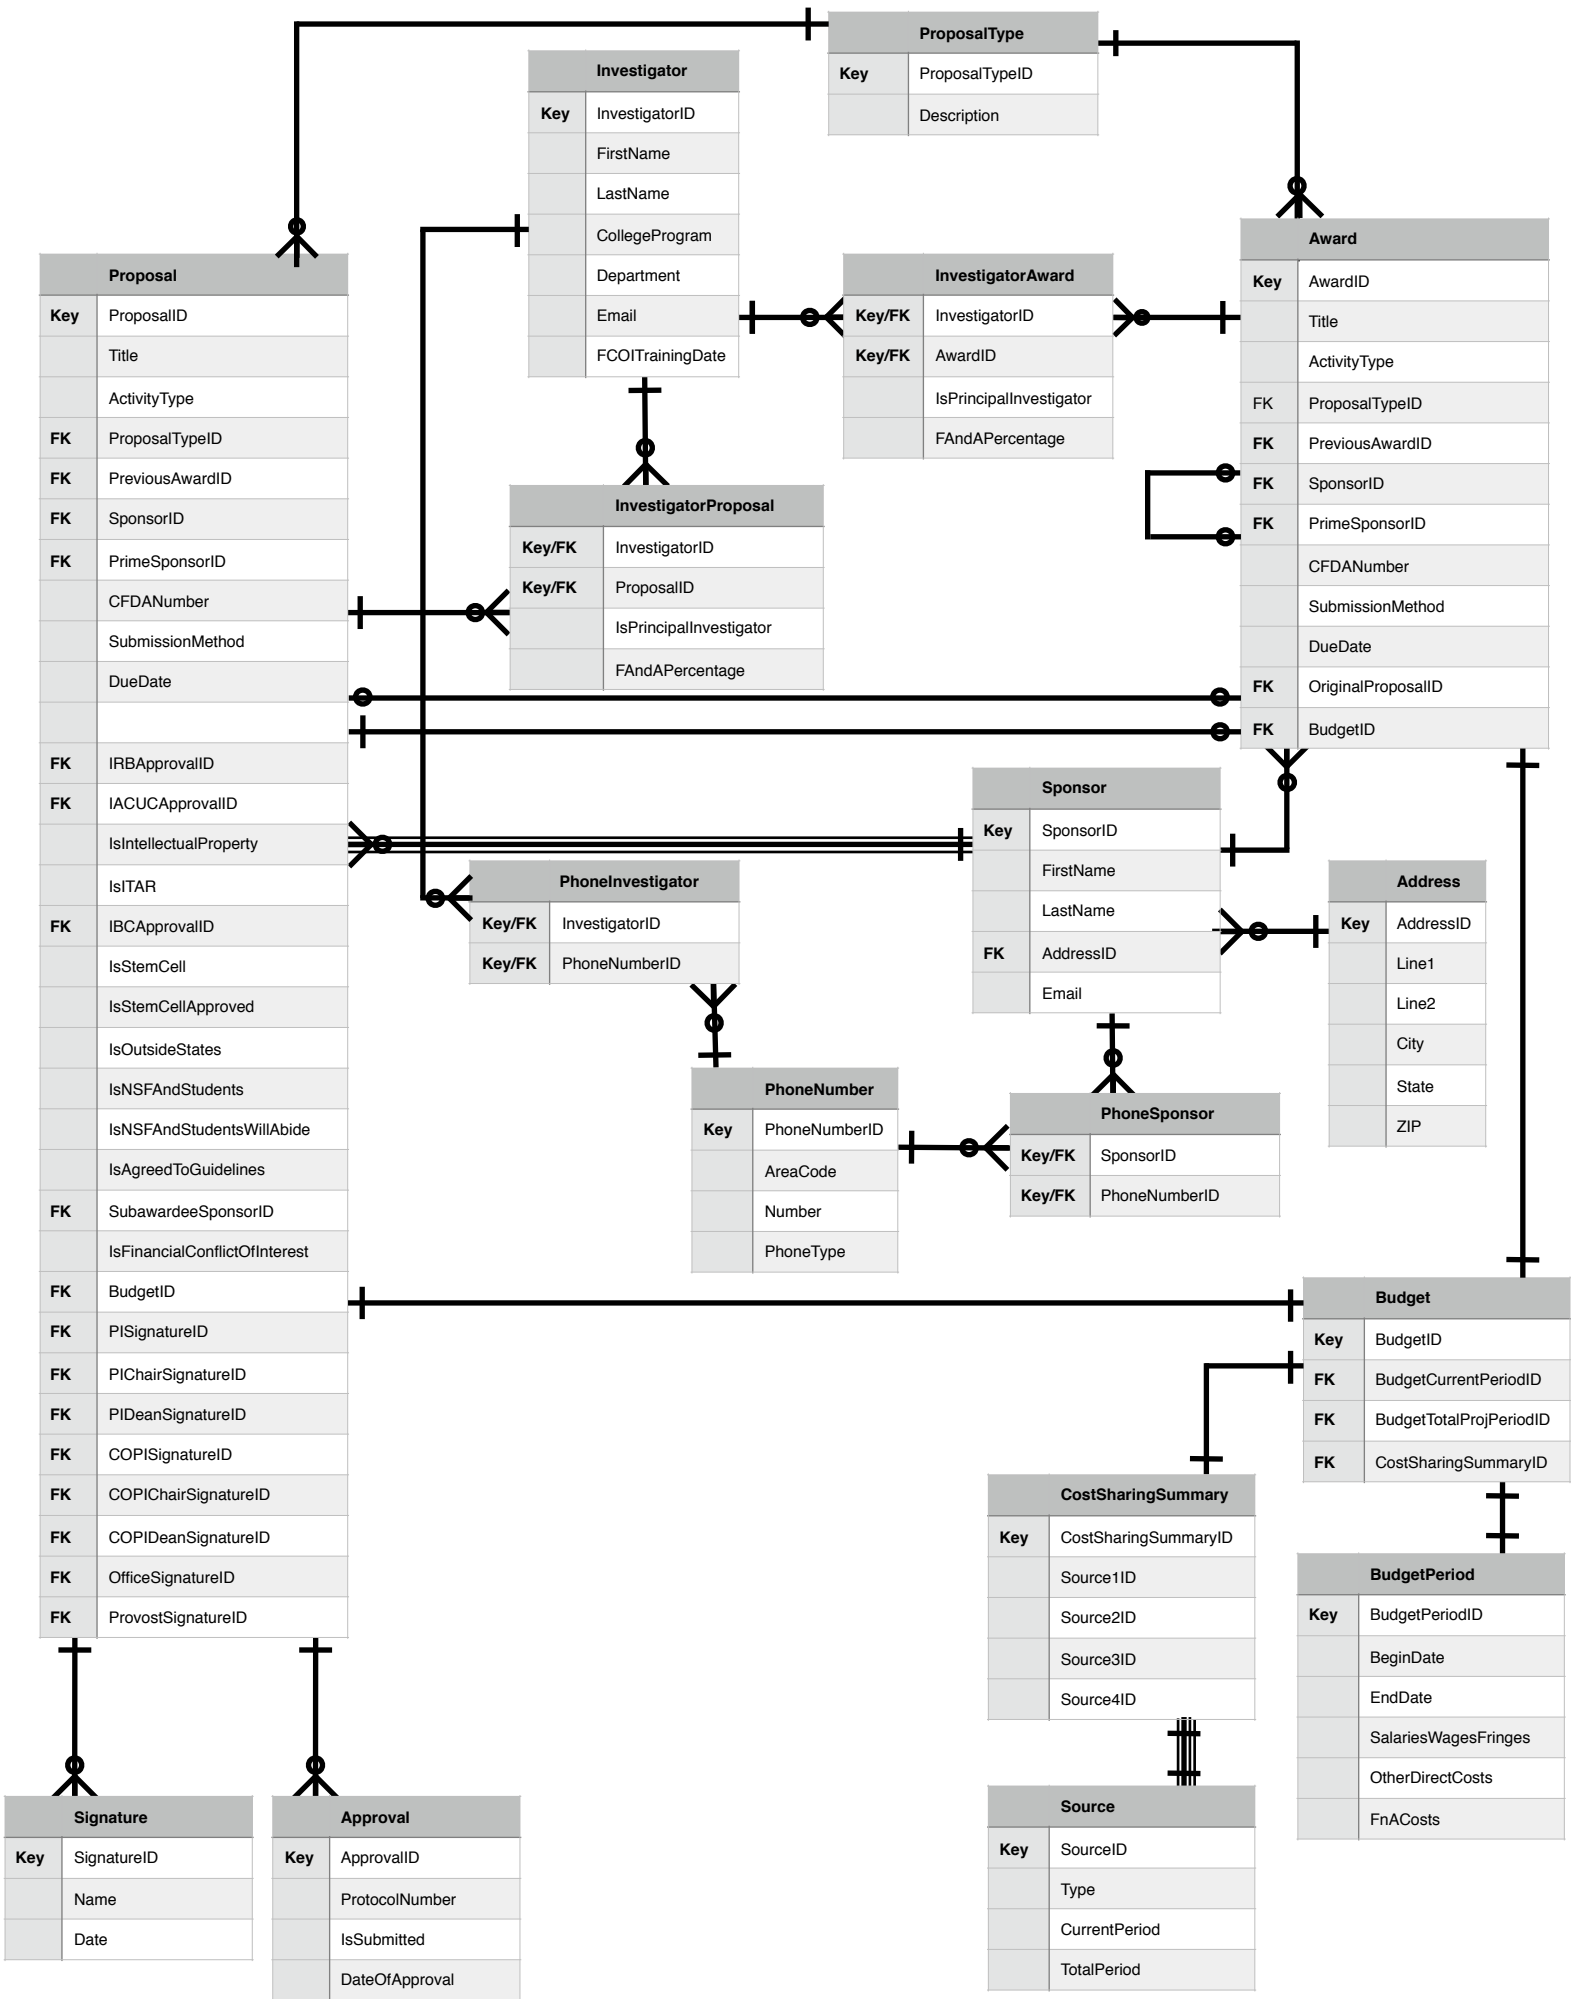 ProposalType
Key ProposalTypeID
Description
Investigator
Key InvestigatorID
FirstName
LastName
CollegeProgram
Department
Email
FCOITrainingDate
Proposal
Key ProposalID
Title
ActivityType
FK ProposalTypeID
FK PreviousAwardID
FK SponsorID
FK PrimeSponsorID
CFDANumber
SubmissionMethod
DueDate
FK IRBApprovalID
FK IACUCApprovalID
IsIntellectualProperty
IsITAR
FK IBCApprovalID
IsStemCell
IsStemCellApproved
IsOutsideStates
IsNSFAndStudents
IsNSFAndStudentsWillAbide
IsAgreedToGuidelines
FK SubawardeeSponsorID
IsFinancialConflictOfInterest
FK BudgetID
FK PISignatureID
FK PIChairSignatureID
FK PIDeanSignatureID
FK COPISignatureID
FK COPIChairSignatureID
FK COPIDeanSignatureID
FK OfficeSignatureID
FK ProvostSignatureID
InvestigatorAward
Key/FK InvestigatorID
Key/FK AwardID
IsPrincipalInvestigator
FAndAPercentage
Award
Key AwardID
Title
ActivityType
FK ProposalTypeID
FK PreviousAwardID
FK SponsorID
FK PrimeSponsorID
CFDANumber
SubmissionMethod
DueDate
FK OriginalProposalID
FK BudgetID
InvestigatorProposal
Key/FK InvestigatorID
Key/FK ProposalID
IsPrincipalInvestigator
FAndAPercentage
Sponsor
Key SponsorID
FirstName
LastName
FK AddressID
Email
Address
Key AddressID
Line1
Line2
City
State
ZIP
PhoneInvestigator
Key/FK InvestigatorID
Key/FK PhoneNumberID
PhoneNumber
Key PhoneNumberID
AreaCode
Number
PhoneType
PhoneSponsor
Key/FK SponsorID
Key/FK PhoneNumberID
Budget
Key BudgetID
FK BudgetCurrentPeriodID
FK BudgetTotalProjPeriodID
FK CostSharingSummaryID
CostSharingSummary
Key CostSharingSummaryID
Source1ID
Source2ID
Source3ID
Source4ID
BudgetPeriod
Key BudgetPeriodID
BeginDate
EndDate
SalariesWagesFringes
OtherDirectCosts
FnACosts
Signature
Key SignatureID
Name
Date
Approval
Key ApprovalID
ProtocolNumber
IsSubmitted
DateOfApproval
Source
Key SourceID
Type
CurrentPeriod
TotalPeriod